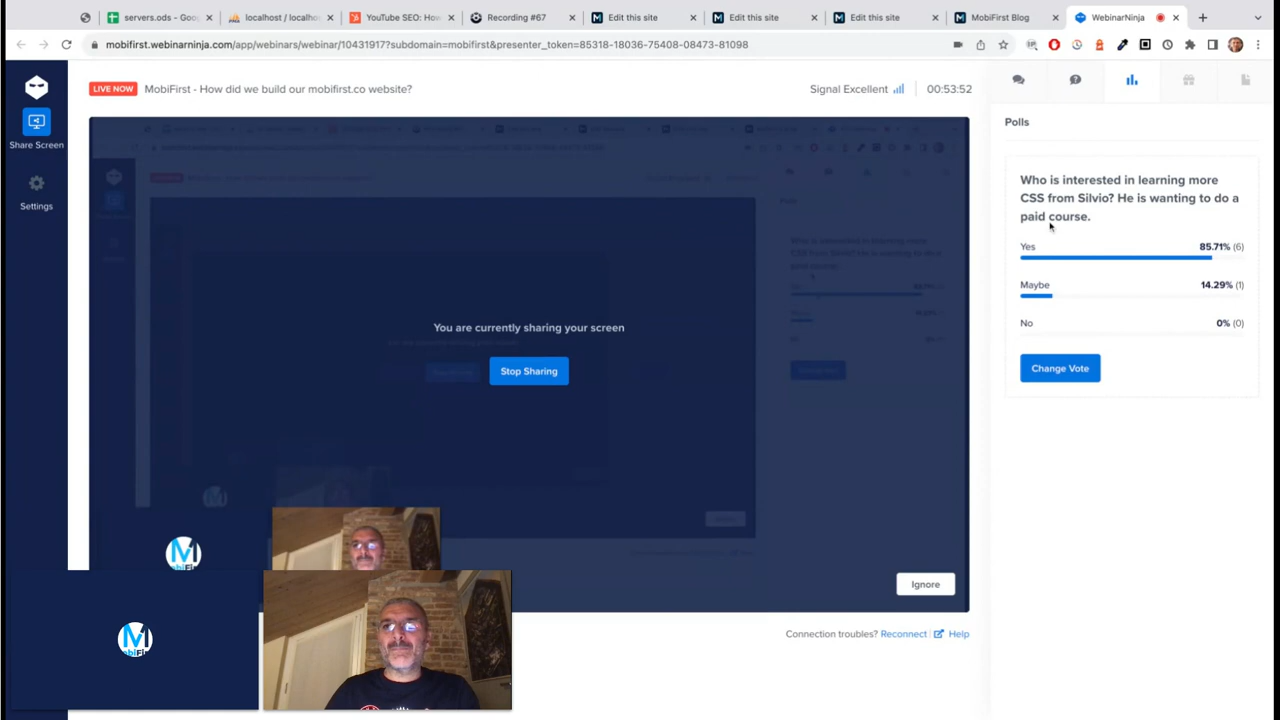 servers.ods - Goo
localhost / localhos
YouTube SEO: How
Recording #67
Edit this site
Edit this site
Edit this site
MobiFirst Blog
WebinarNinja
mobifirst.webinarninja.com/app/webinars/webinar/10431917?subdomain=mobifirst&presenter_token=85318-18036-75408-08473-81098
LIVE NOW
MobiFirst - How did we build our mobifirst.co website?
Signal Excellent
00:53:52
Share Screen
Settings
You are currently sharing your screen
Stop Sharing
Ignore
Connection troubles? Reconnect
Help
Polls
Who is interested in learning more
CSS from Silvio? He is wanting to do a
paid course.
Yes 85.71% (6)
Maybe 14.29% (1)
No 0% (0)
Change Vote